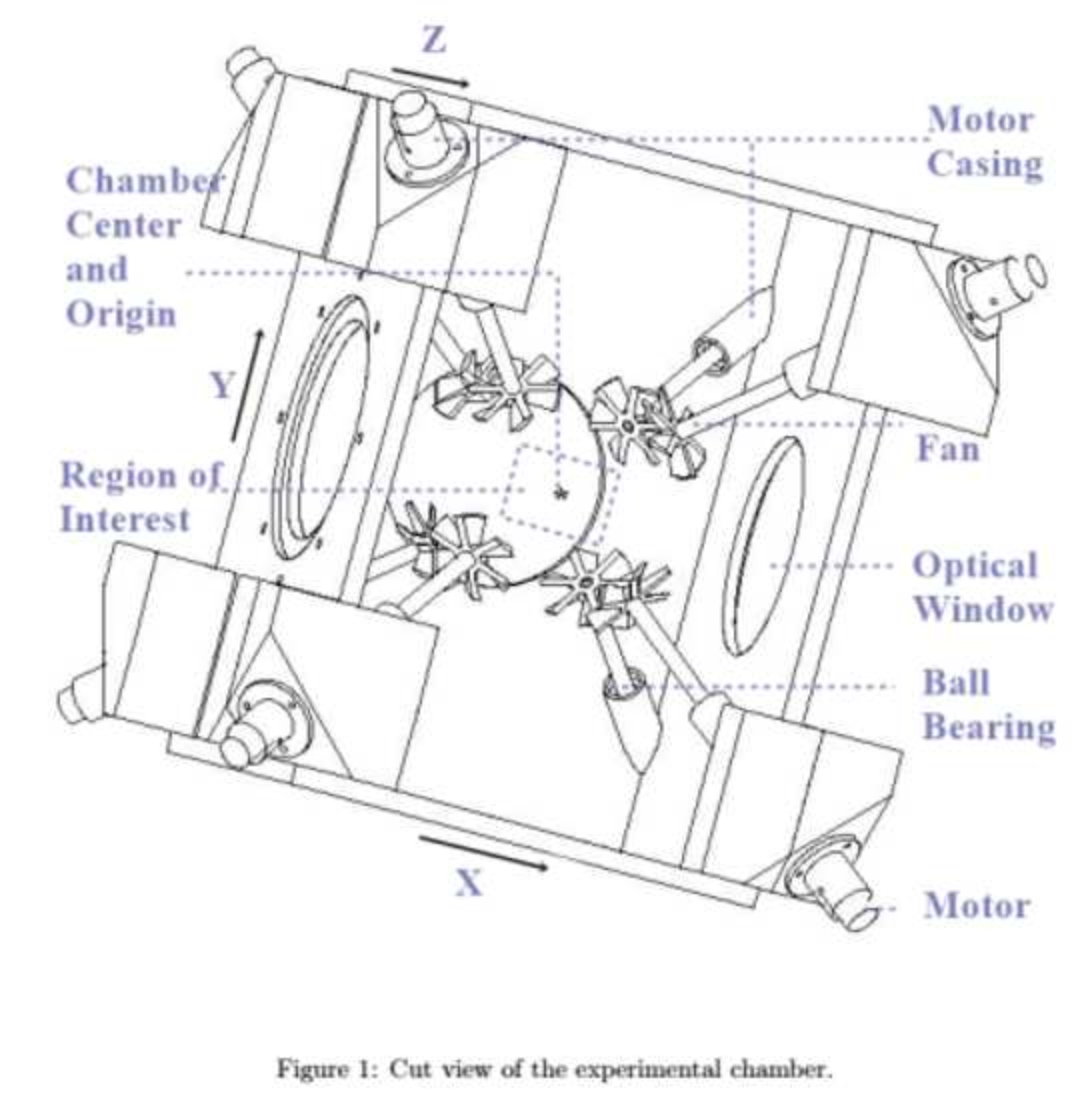 Z
Motor
Casing
Chamber
Center
and
Origin
Y
Fan
Region of
Interest
Optical
Window
Ball
Bearing
X
Motor
Figure 1: Cut view of the experimental chamber.